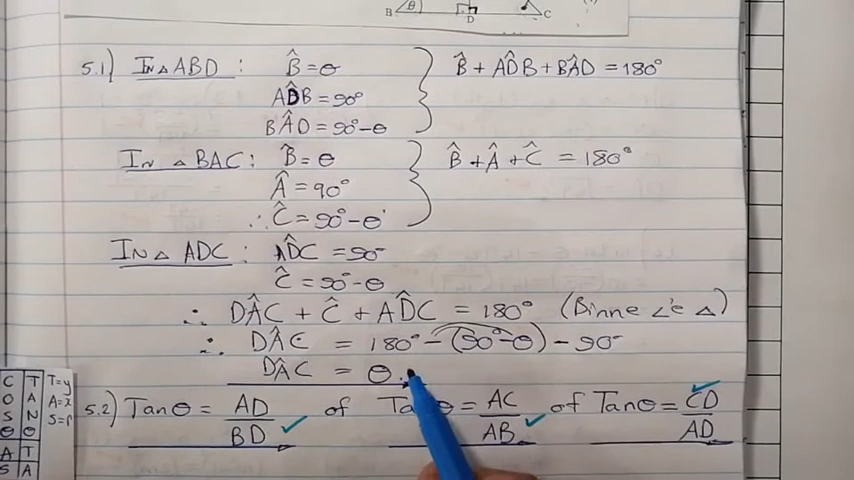 B θ D C
5.1) In △ ABD : B̂ = θ B̂ + AD̂B + BÂD = 180°
AD̂B = 90°
BÂD = 90° - θ
In △ BAC : B̂ = θ B̂ + Â + Ĉ = 180°
Â = 90°
∴ Ĉ = 90° - θ
In △ ADC : AD̂C = 90°
Ĉ = 90° - θ
∴ DÂC + Ĉ + AD̂C = 180° (Binne ∠'e △)
∴ DÂC = 180° - (90° - θ) - 90°
DÂC = θ.
5.2) Tanθ = AD/BD of Tanθ = AC/AB of Tanθ = CD/AD
C T T=y
O A A=x
S N S=r
θ θ
A T
S A